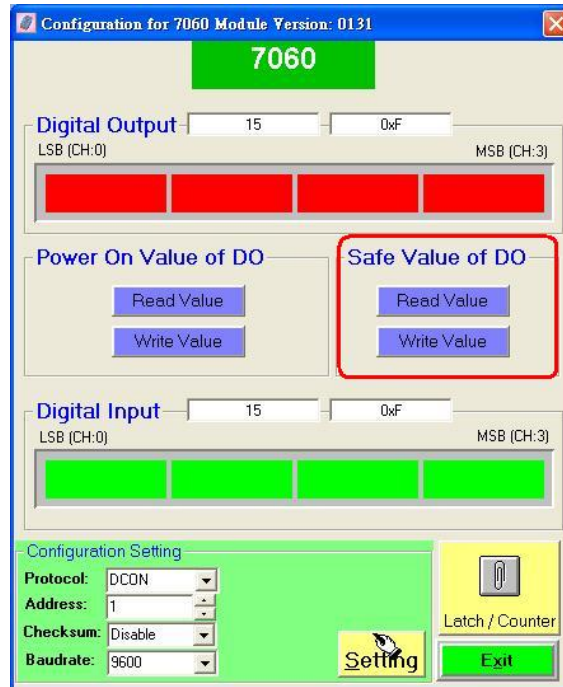 Configuration for 7060 Module Version: 0131
7060
Digital Output 15 0xF
LSB (CH:0) MSB (CH:3)
Power On Value of DO
Read Value
Write Value
Safe Value of DO
Read Value
Write Value
Digital Input 15 0xF
LSB (CH:0) MSB (CH:3)
Configuration Setting
Protocol: DCON
Address: 1
Checksum: Disable
Baudrate: 9600
Setting
Latch / Counter
Exit